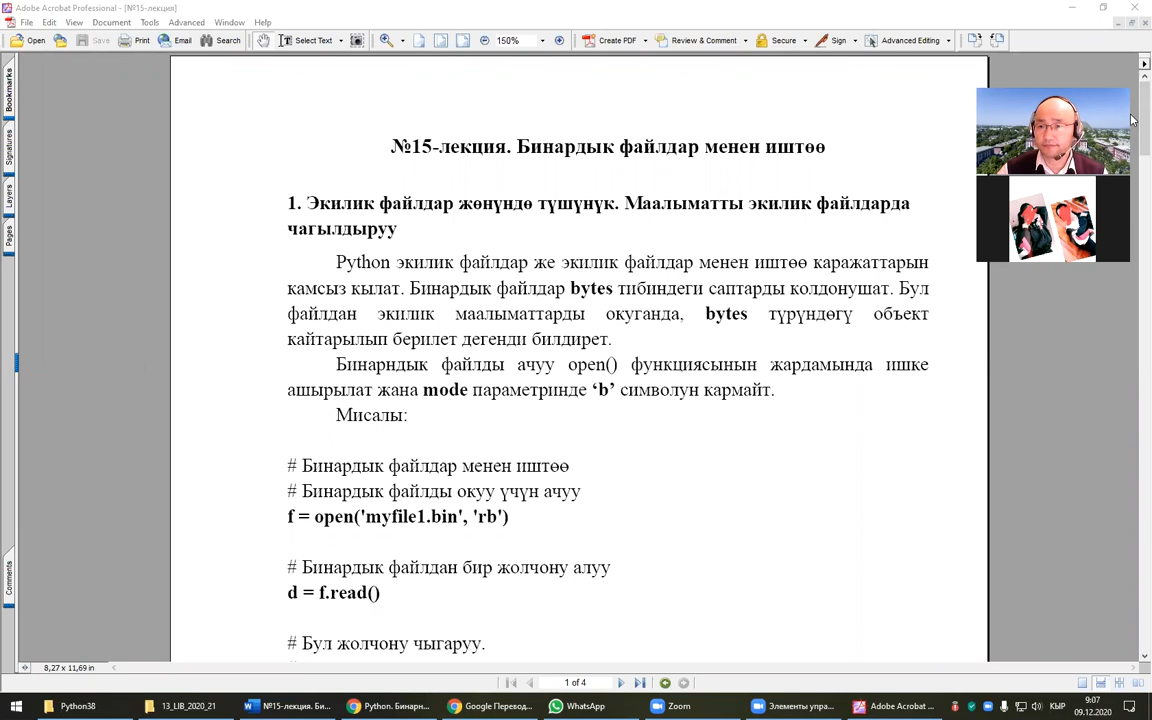 Adobe Acrobat Professional - [№15-лекция]
File Edit View Document Tools Advanced Window Help
Open Save Print Email Search Select Text 150% Create PDF Review & Comment Secure Sign Advanced Editing
Bookmarks
Signatures
Layers
Pages
Comments
№15-лекция. Бинардык файлдар менен иштөө
1. Экилик файлдар жөнүндө түшүнүк. Маалыматты экилик файлдарда
чагылдыруу
Python экилик файлдар же экилик файлдар менен иштөө каражаттарын
камсыз кылат. Бинардык файлдар bytes тибиндеги саптарды колдонушат. Бул
файлдан экилик маалыматтарды окуганда, bytes түрүндөгү объект
кайтарылып берилет дегенди билдирет.
Бинарндык файлды ачуу open() функциясынын жардамында ишке
ашырылат жана mode параметринде ‘b’ символун кармайт.
Мисалы:
# Бинардык файлдар менен иштөө
# Бинардык файлды окуу үчүн ачуу
f = open('myfile1.bin', 'rb')
# Бинардык файлдан бир жолчону алуу
d = f.read()
# Бул жолчону чыгаруу.
8,27 x 11,69 in
1 of 4
Python38 13_LIB_2020_21 №15-лекция. Би... Python. Бинарн... Google Перевод... WhatsApp Zoom Элементы упра... Adobe Acrobat ... КЫР 9:07
09.12.2020